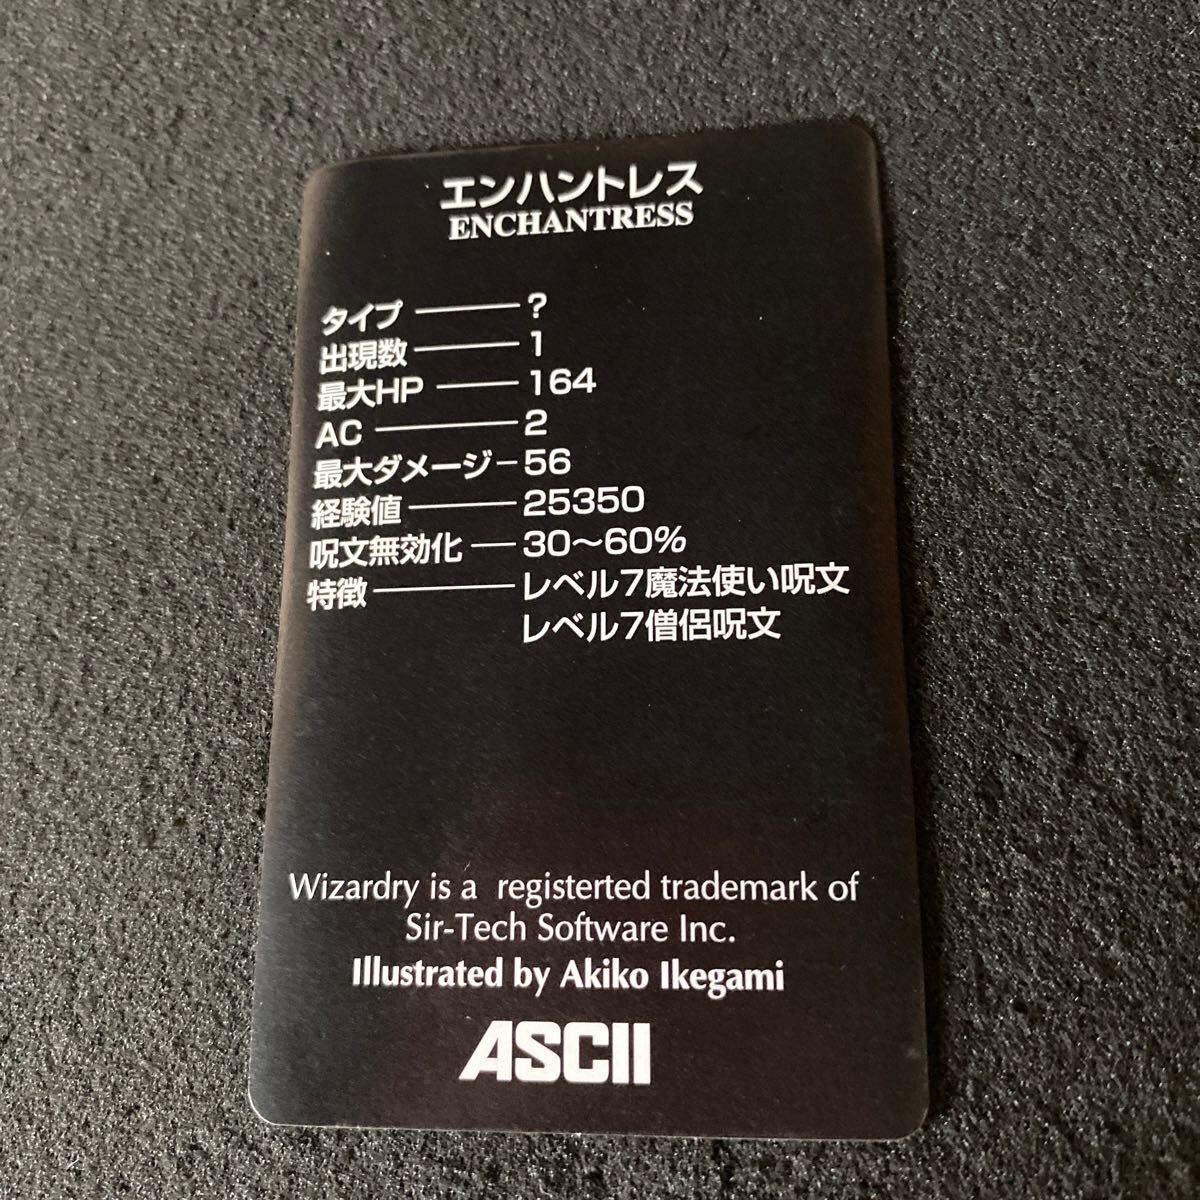 エンハントレス
ENCHANTRESS
タイプ ── ?
出現数 ── 1
最大HP ── 164
AC ── 2
最大ダメージ ─ 56
経験値 ── 25350
呪文無効化 ─ 30～60%
特徴 ── レベル7魔法使い呪文
レベル7僧侶呪文
Wizardry is a registerted trademark of
Sir-Tech Software Inc.
Illustrated by Akiko Ikegami
ASCII